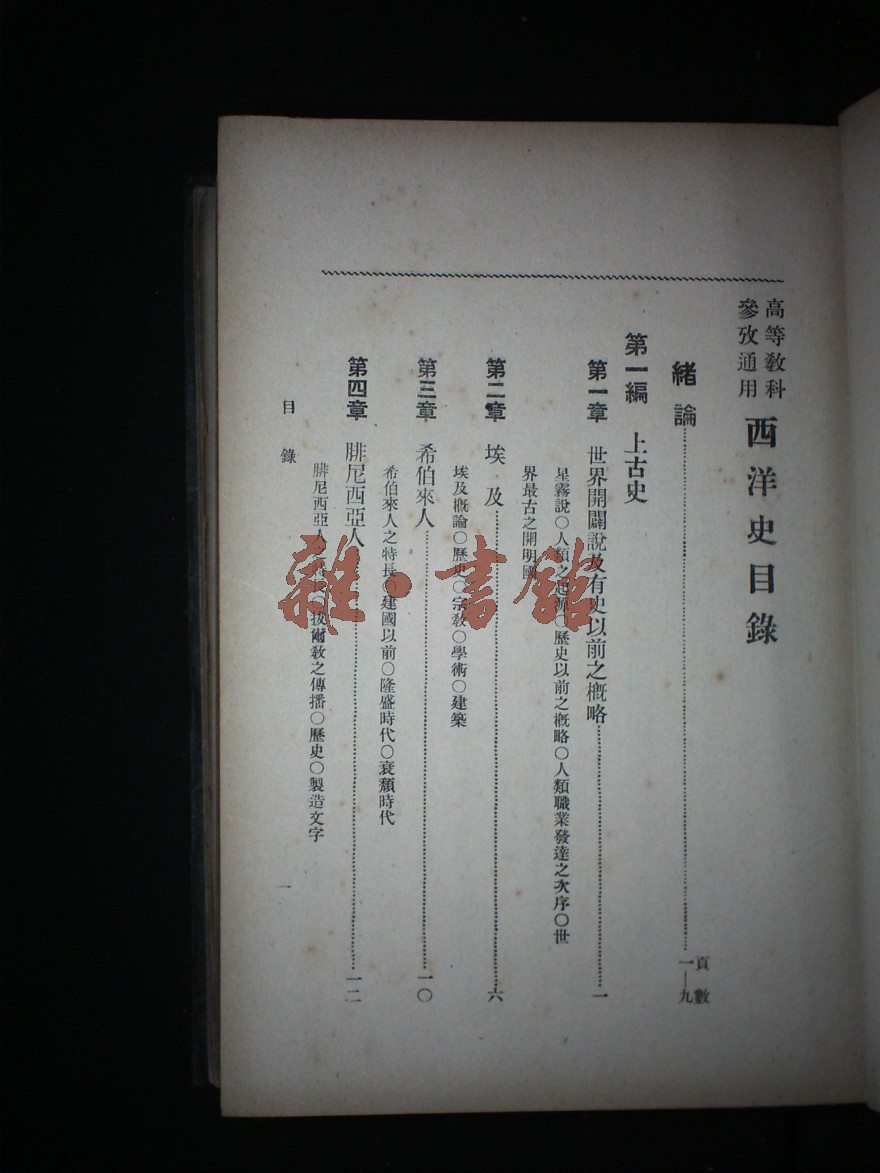 高等教科
參攷通用
西洋史目錄
頁數
緒論 一—九
第一編 上古史
第一章 世界開闢說及有史以前之概略 一
星霧說〇人類之起源〇歷史以前之概略〇人類職業發達之次序〇世
界最古之開明國
第二章 埃及 六
埃及概論〇歷史〇宗教〇學術〇建築
第三章 希伯來人 一〇
希伯來人之特長〇建國以前〇隆盛時代〇衰頹時代
第四章 腓尼西亞人 一二
腓尼西亞人之〇拔爾教之傳播〇歷史〇製造文字
目錄
一
雜·書館